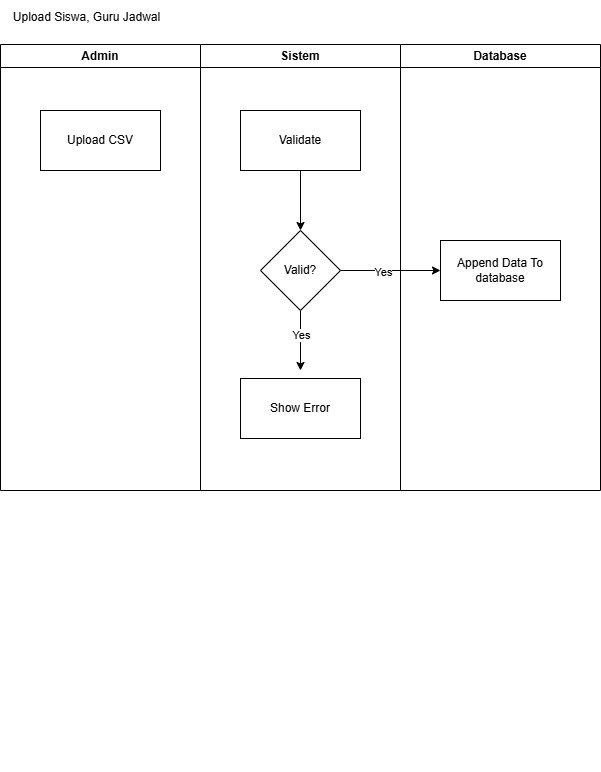 Upload Siswa, Guru Jadwal
Admin
Sistem
Database
Upload CSV
Validate
Valid?
Yes
Append Data To
database
Yes
Show Error